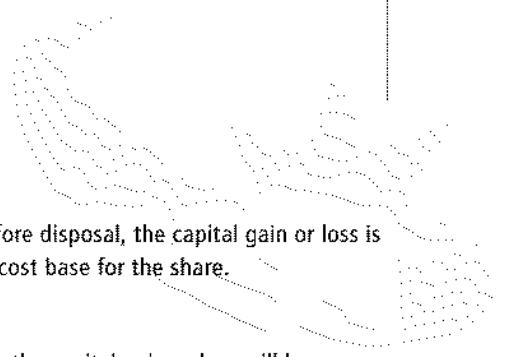 fore disposal, the capital gain or loss is
cost base for the share.